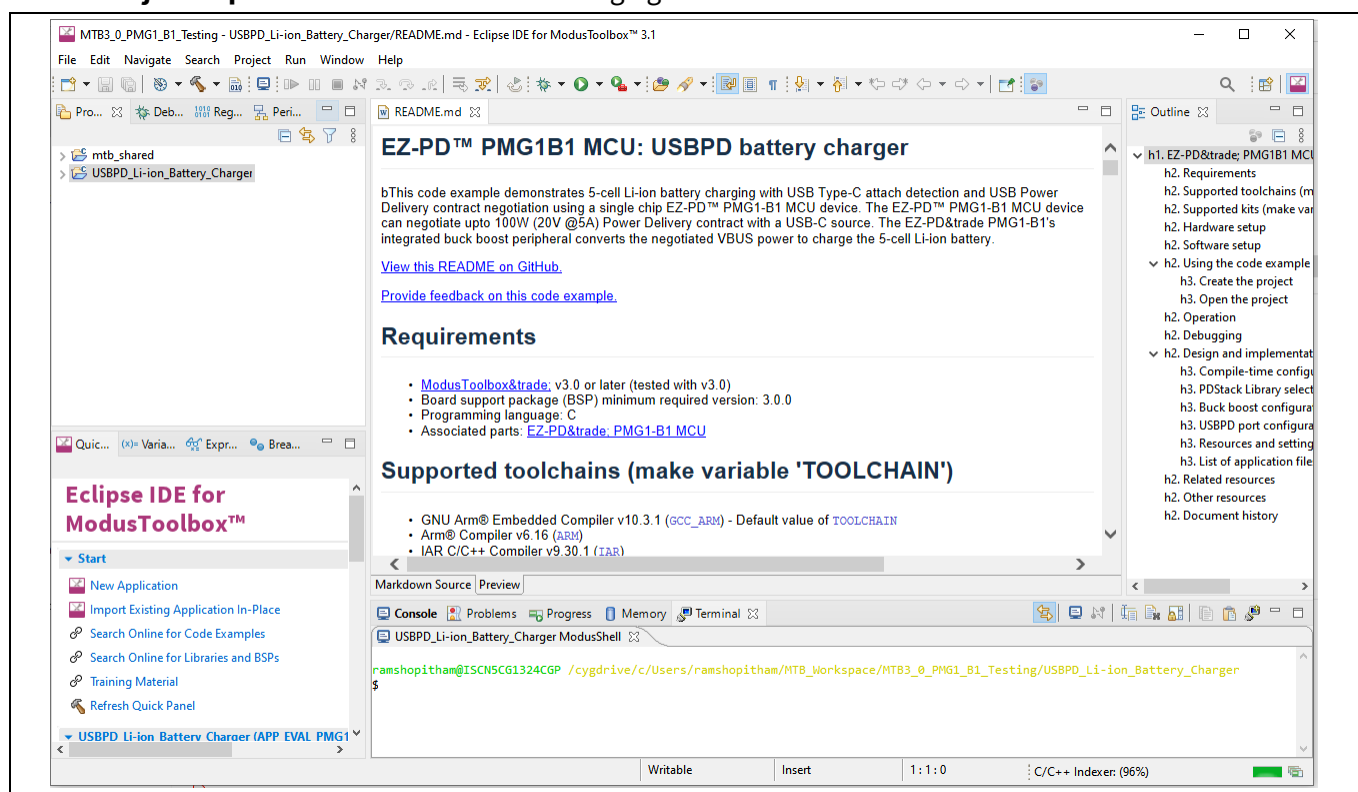 MTB3_0_PMG1_B1_Testing - USBPD_Li-ion_Battery_Charger/README.md - Eclipse IDE for ModusToolbox™ 3.1
File Edit Navigate Search Project Run Window Help
Pro... Deb... Reg... Peri...
mtb_shared
USBPD_Li-ion_Battery_Charger
README.md
EZ-PD™ PMG1B1 MCU: USBPD battery charger
bThis code example demonstrates 5-cell Li-ion battery charging with USB Type-C attach detection and USB Power
Delivery contract negotiation using a single chip EZ-PD™ PMG1-B1 MCU device. The EZ-PD™ PMG1-B1 MCU device
can negotiate upto 100W (20V @5A) Power Delivery contract with a USB-C source. The EZ-PD&trade PMG1-B1's
integrated buck boost peripheral converts the negotiated VBUS power to charge the 5-cell Li-ion battery.
View this README on GitHub.
Provide feedback on this code example.
Requirements
• ModusToolbox&trade; v3.0 or later (tested with v3.0)
• Board support package (BSP) minimum required version: 3.0.0
• Programming language: C
• Associated parts: EZ-PD&trade; PMG1-B1 MCU
Supported toolchains (make variable 'TOOLCHAIN')
• GNU Arm® Embedded Compiler v10.3.1 (GCC_ARM) - Default value of TOOLCHAIN
• Arm® Compiler v6.16 (ARM)
• IAR C/C++ Compiler v9.30.1 (IAR)
Markdown Source Preview
Outline
h1. EZ-PD&trade; PMG1B1 MCU
h2. Requirements
h2. Supported toolchains (m
h2. Supported kits (make var
h2. Hardware setup
h2. Software setup
h2. Using the code example
h3. Create the project
h3. Open the project
h2. Operation
h2. Debugging
h2. Design and implementat
h3. Compile-time configu
h3. PDStack Library select
h3. Buck boost configura
h3. USBPD port configura
h3. Resources and setting
h3. List of application file
h2. Related resources
h2. Other resources
h2. Document history
Quic... (x)= Varia... Expr... Brea...
Eclipse IDE for
ModusToolbox™
Start
New Application
Import Existing Application In-Place
Search Online for Code Examples
Search Online for Libraries and BSPs
Training Material
Refresh Quick Panel
USBPD_Li-ion_Battery_Charger (APP_EVAL_PMG1
Console Problems Progress Memory Terminal
USBPD_Li-ion_Battery_Charger ModusShell
ramshopitham@ISCN5CG1324CGP /cygdrive/c/Users/ramshopitham/MTB_Workspace/MTB3_0_PMG1_B1_Testing/USBPD_Li-ion_Battery_Charger
$
Writable Insert 1:1:0 C/C++ Indexer: (96%)